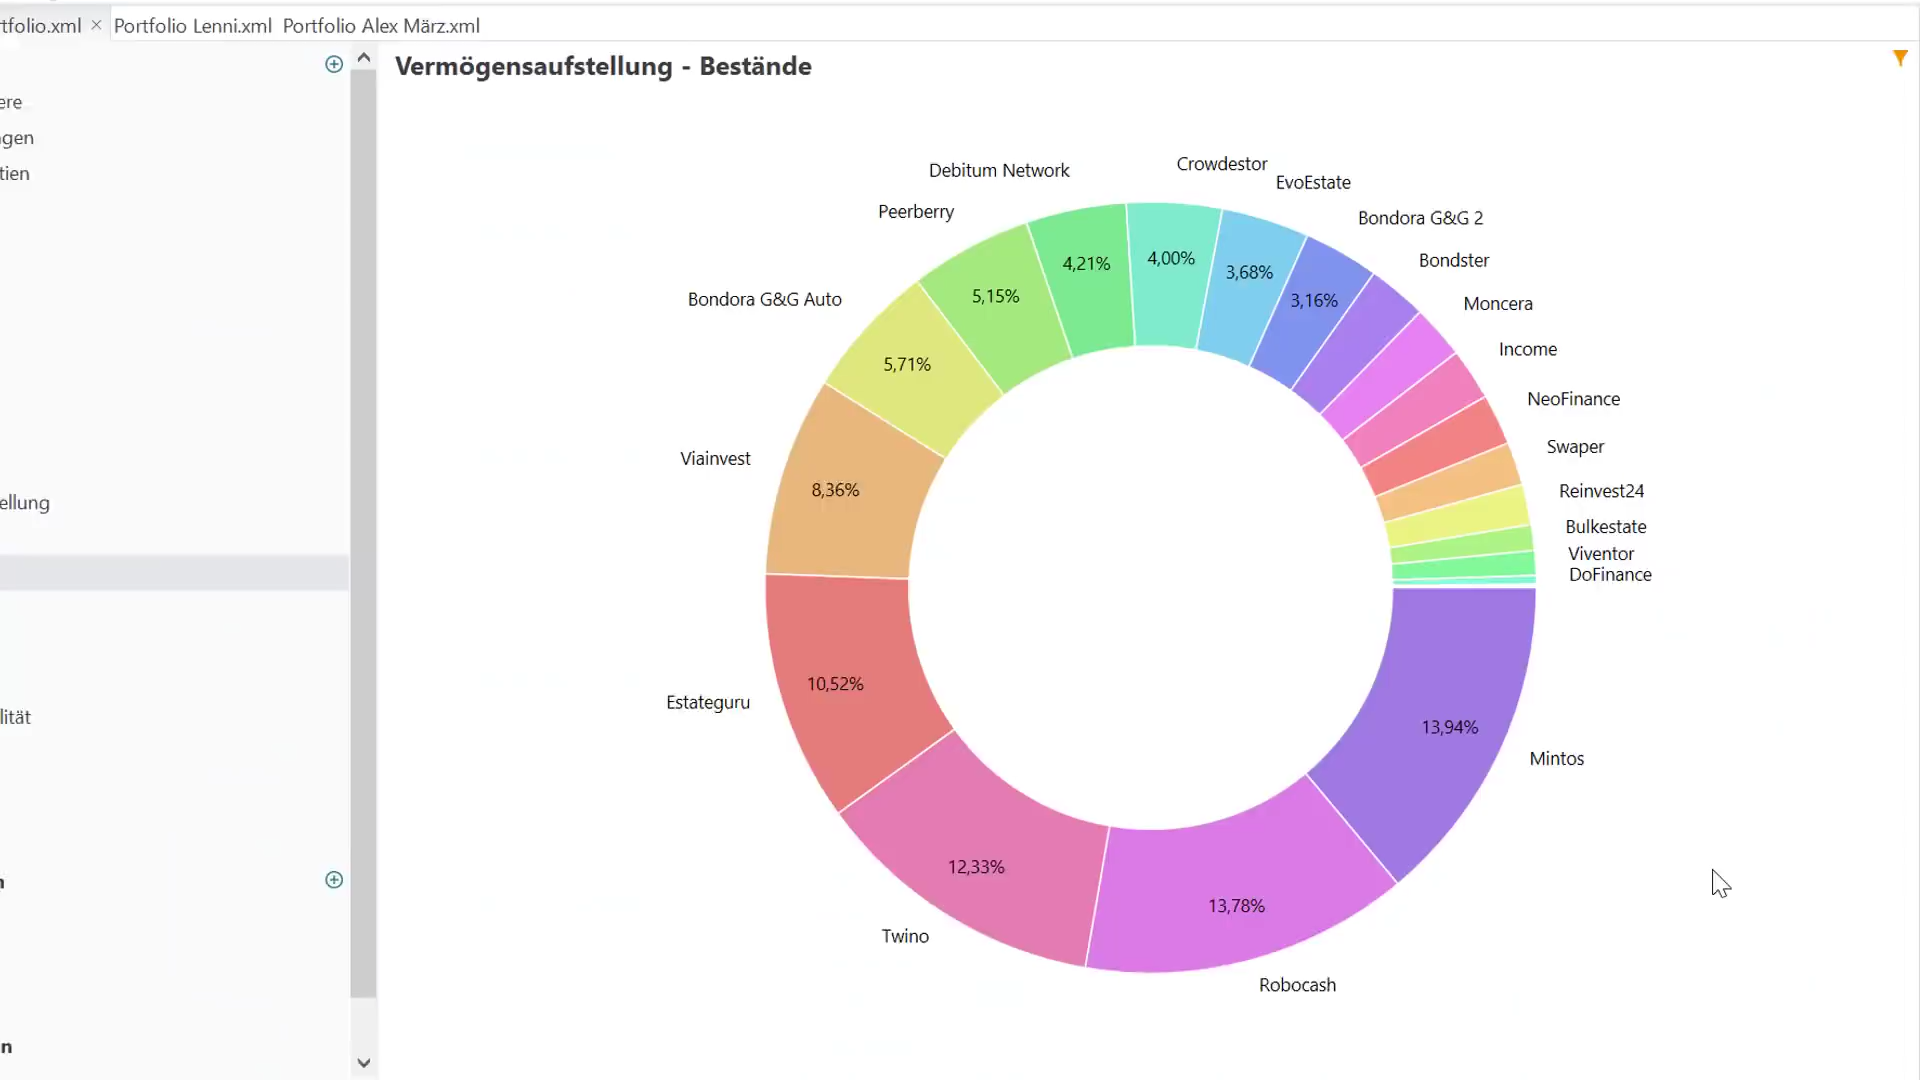 tfolio.xml × Portfolio Lenni.xml Portfolio Alex März.xml
Vermögensaufstellung - Bestände
ere
gen
tien
ellung
lität
n
n
Crowdestor
Debitum Network
EvoEstate
Peerberry
Bondora G&G 2
Bondster
Bondora G&G Auto
Moncera
Income
NeoFinance
Swaper
Viainvest
Reinvest24
Bulkestate
Viventor
DoFinance
Estateguru
Mintos
Twino
Robocash
4,00%
4,21%
3,68%
5,15%
3,16%
5,71%
8,36%
10,52%
13,94%
12,33%
13,78%